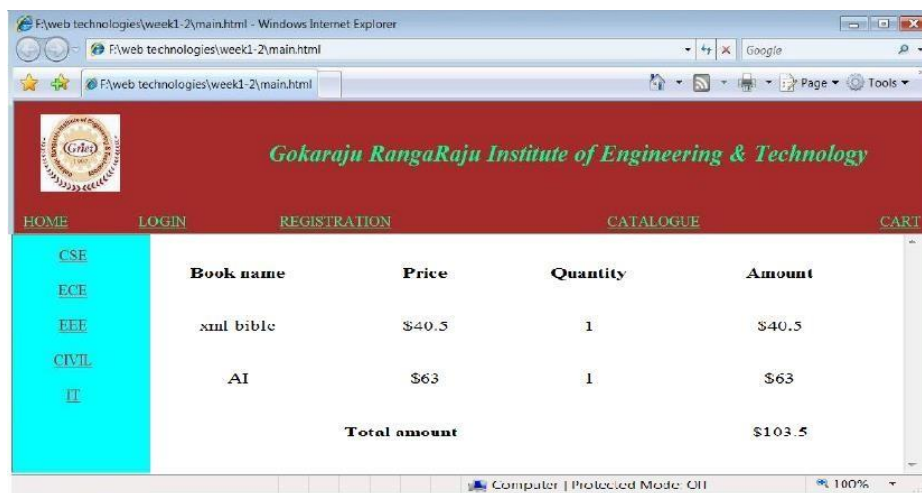 F:\web technologies\week1-2\main.html - Windows Internet Explorer
F:\web technologies\week1-2\main.html
Google
F:\web technologies\week1-2\main.html
Page Tools
Griet
Gokaraju RangaRaju Institute of Engineering & Technology
HOME LOGIN REGISTRATION CATALOGUE CART
CSE
ECE
EEE
CIVIL
IT
Book name Price Quantity Amount
xml bible $40.5 1 $40.5
AI $63 1 $63
Total amount $103.5
Computer | Protected Mode: Off 100%